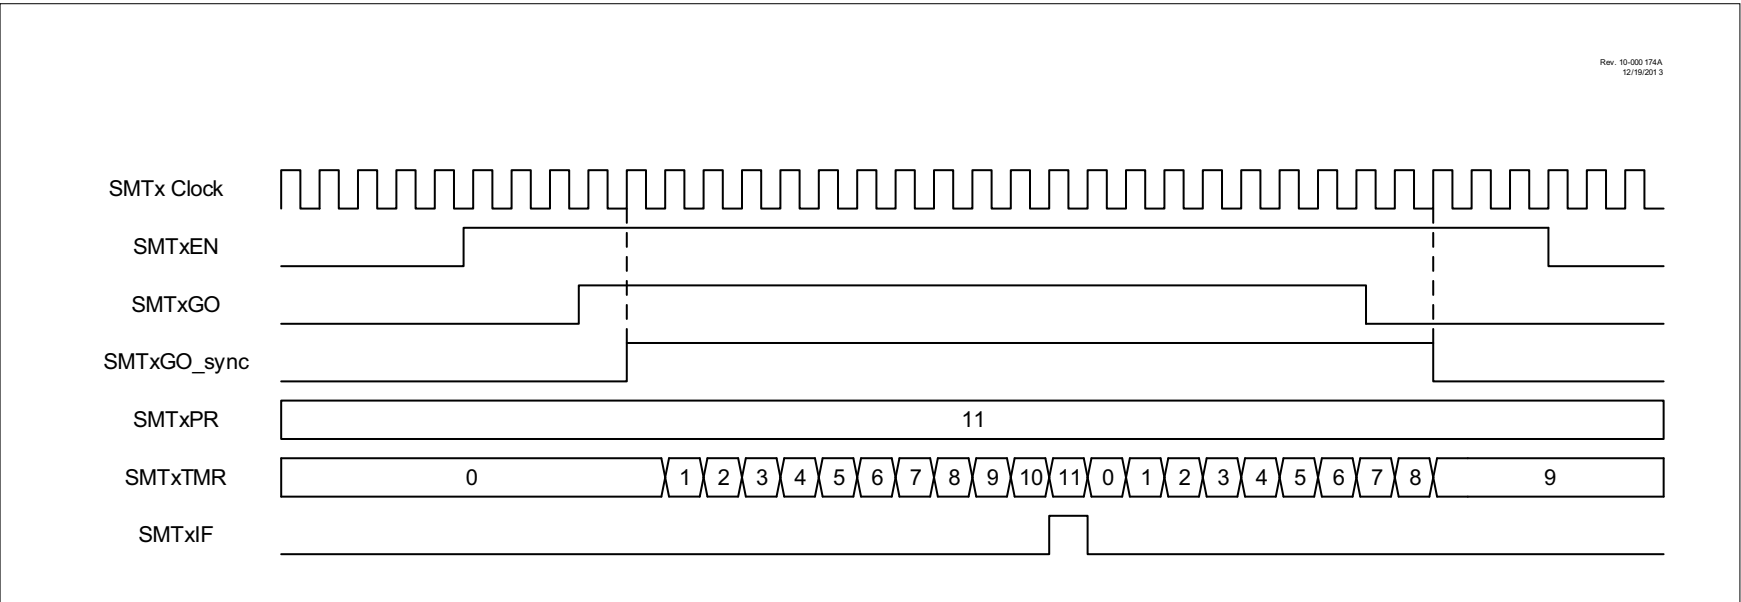 Rev. 10-000 174A
12/19/201 3
SMTx Clock
SMTxEN
SMTxGO
SMTxGO_sync
SMTxPR
11
SMTxTMR
0 1 2 3 4 5 6 7 8 9 10 11 0 1 2 3 4 5 6 7 8 9
SMTxIF